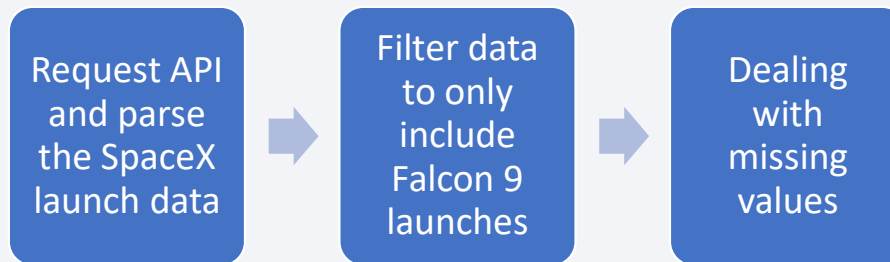 Request API
and parse
the SpaceX
launch data
Filter data
to only
include
Falcon 9
launches
Dealing
with
missing
values